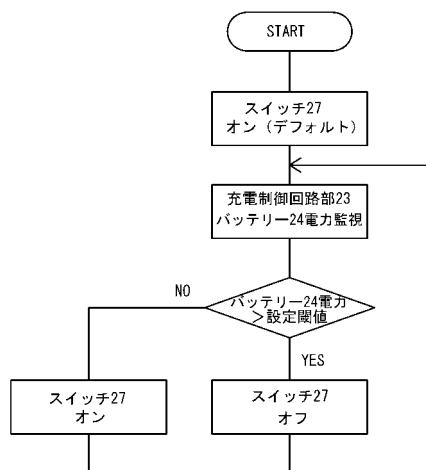 START
スイッチ27
オン（デフォルト）
充電制御回路部23
バッテリー24電力監視
バッテリー24電力
＞設定閾値
NO
YES
スイッチ27
オン
スイッチ27
オフ